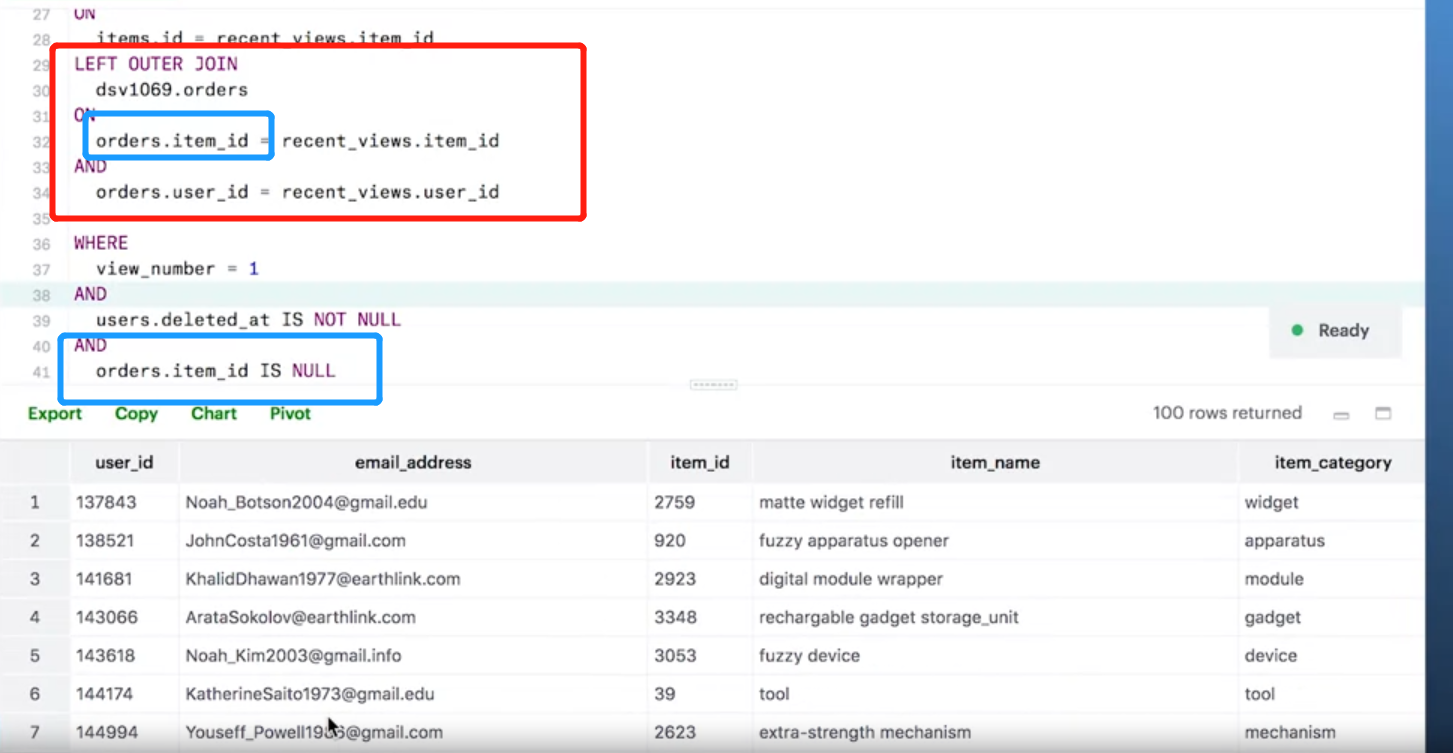 27 ON
28 items.id = recent_views.item_id
29 LEFT OUTER JOIN
30 dsv1069.orders
31 ON
32 orders.item_id = recent_views.item_id
33 AND
34 orders.user_id = recent_views.user_id
35
36 WHERE
37 view_number = 1
38 AND
39 users.deleted_at IS NOT NULL
40 AND
41 orders.item_id IS NULL
Ready
Export Copy Chart Pivot 100 rows returned
user_id email_address item_id item_name item_category
1 137843 Noah_Botson2004@gmail.edu 2759 matte widget refill widget
2 138521 JohnCosta1961@gmail.com 920 fuzzy apparatus opener apparatus
3 141681 KhalidDhawan1977@earthlink.com 2923 digital module wrapper module
4 143066 ArataSokolov@earthlink.com 3348 rechargable gadget storage_unit gadget
5 143618 Noah_Kim2003@gmail.info 3053 fuzzy device device
6 144174 KatherineSaito1973@gmail.edu 39 tool tool
7 144994 2623 extra-strength mechanism mechanism